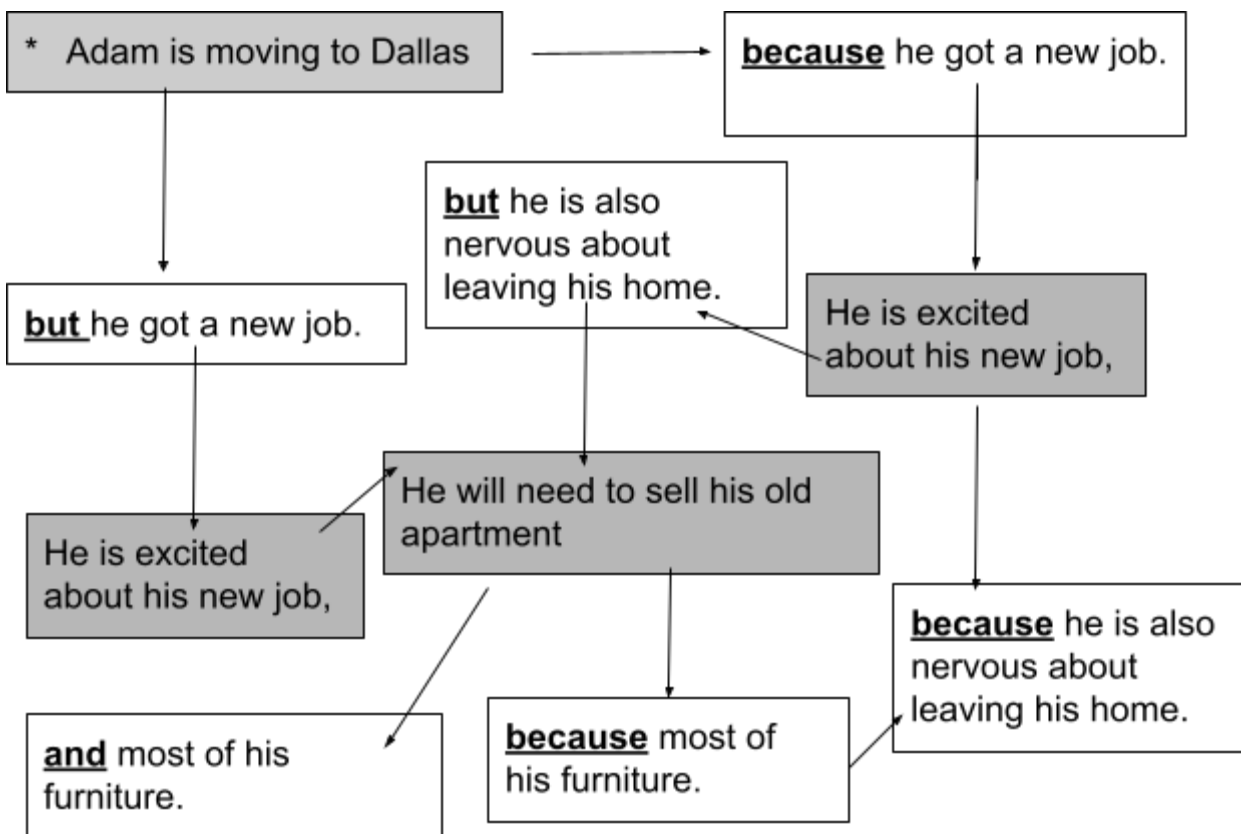 * Adam is moving to Dallas
because he got a new job.
but he is also
nervous about
leaving his home.
but he got a new job.
He is excited
about his new job,
He will need to sell his old
apartment
He is excited
about his new job,
because he is also
nervous about
leaving his home.
and most of his
furniture.
because most of
his furniture.